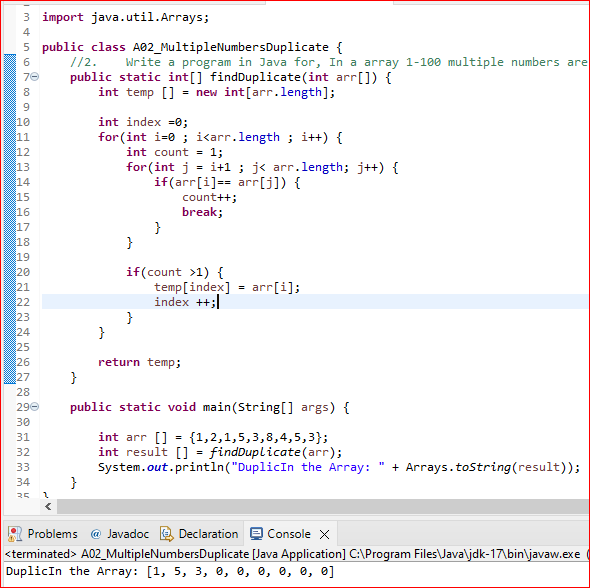 3 import java.util.Arrays;
4
5 public class A02_MultipleNumbersDuplicate {
6     //2.    Write a program in Java for, In a array 1-100 multiple numbers are
7     public static int[] findDuplicate(int arr[]) {
8         int temp [] = new int[arr.length];
9
10         int index =0;
11         for(int i=0 ; i<arr.length ; i++) {
12             int count = 1;
13             for(int j = i+1 ; j< arr.length; j++) {
14                 if(arr[i]== arr[j]) {
15                     count++;
16                     break;
17                 }
18             }
19
20             if(count >1) {
21                 temp[index] = arr[i];
22                 index ++;
23             }
24         }
25
26         return temp;
27     }
28
29     public static void main(String[] args) {
30
31         int arr [] = {1,2,1,5,3,8,4,5,3};
32         int result [] = findDuplicate(arr);
33         System.out.println("DuplicIn the Array: " + Arrays.toString(result));
34     }
35 }
Problems @ Javadoc Declaration Console
<terminated> A02_MultipleNumbersDuplicate [Java Application] C:\Program Files\Java\jdk-17\bin\javaw.exe (
DuplicIn the Array: [1, 5, 3, 0, 0, 0, 0, 0, 0]